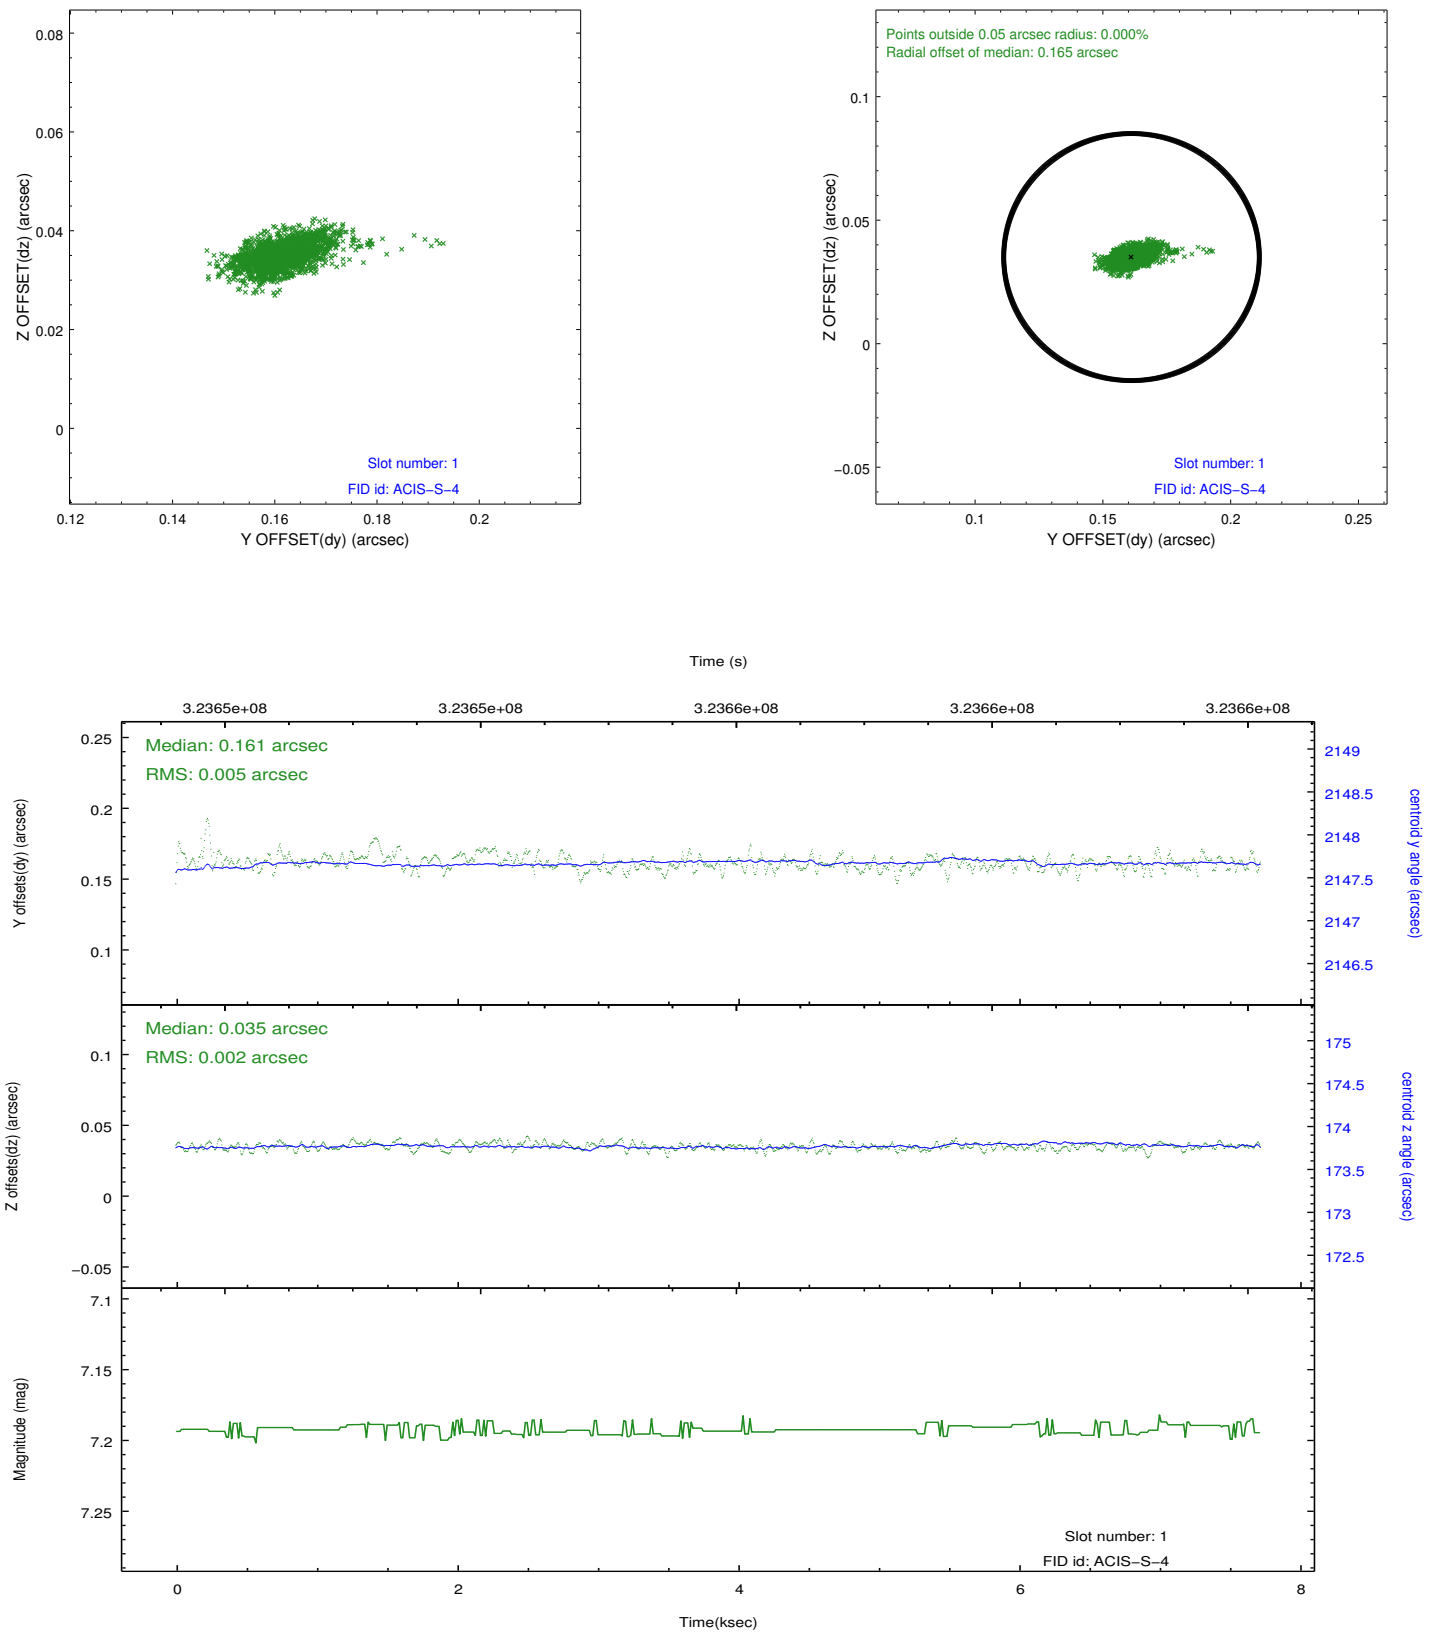 0.08
0.06
0.04
0.02
0
Z OFFSET(dz) (arcsec)
Slot number: 1
FID id: ACIS−S−4
0.12 0.14 0.16 0.18 0.2
Y OFFSET(dy) (arcsec)
Points outside 0.05 arcsec radius: 0.000%
Radial offset of median: 0.165 arcsec
0.1
0.05
0
−0.05
Z OFFSET(dz) (arcsec)
Slot number: 1
FID id: ACIS−S−4
0.1 0.15 0.2 0.25
Y OFFSET(dy) (arcsec)
Time (s)
3.2365e+08 3.2365e+08 3.2366e+08 3.2366e+08 3.2366e+08
Median: 0.161 arcsec
RMS: 0.005 arcsec
0.25
0.2
0.15
0.1
Y offsets(dy) (arcsec)
2149
2148.5
2148
2147.5
2147
2146.5
centroid y angle (arcsec)
Median: 0.035 arcsec
RMS: 0.002 arcsec
0.1
0.05
0
−0.05
Z offsets(dz) (arcsec)
175
174.5
174
173.5
173
172.5
centroid z angle (arcsec)
7.1
7.15
7.2
7.25
Magnitude (mag)
Slot number: 1
FID id: ACIS−S−4
0 2 4 6 8
Time(ksec)